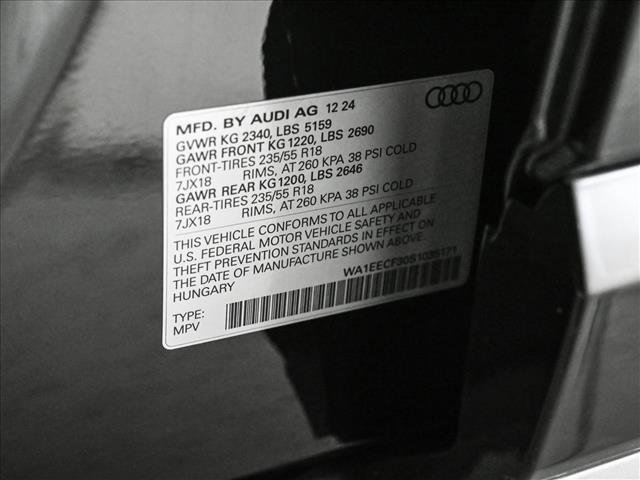 MFD. BY AUDI AG 12 24
GVWR KG 2340, LBS 5159
GAWR FRONT KG 1220, LBS 2690
FRONT-TIRES 235/55 R18
7JX18 RIMS, AT 260 KPA 38 PSI COLD
GAWR REAR KG 1200, LBS 2646
REAR-TIRES 235/55 R18
7JX18 RIMS, AT 260 KPA 38 PSI COLD
THIS VEHICLE CONFORMS TO ALL APPLICABLE
U.S. FEDERAL MOTOR VEHICLE SAFETY AND
THEFT PREVENTION STANDARDS IN EFFECT ON
THE DATE OF MANUFACTURE SHOWN ABOVE.
HUNGARY
WA1EECF30S1035171
TYPE:
MPV